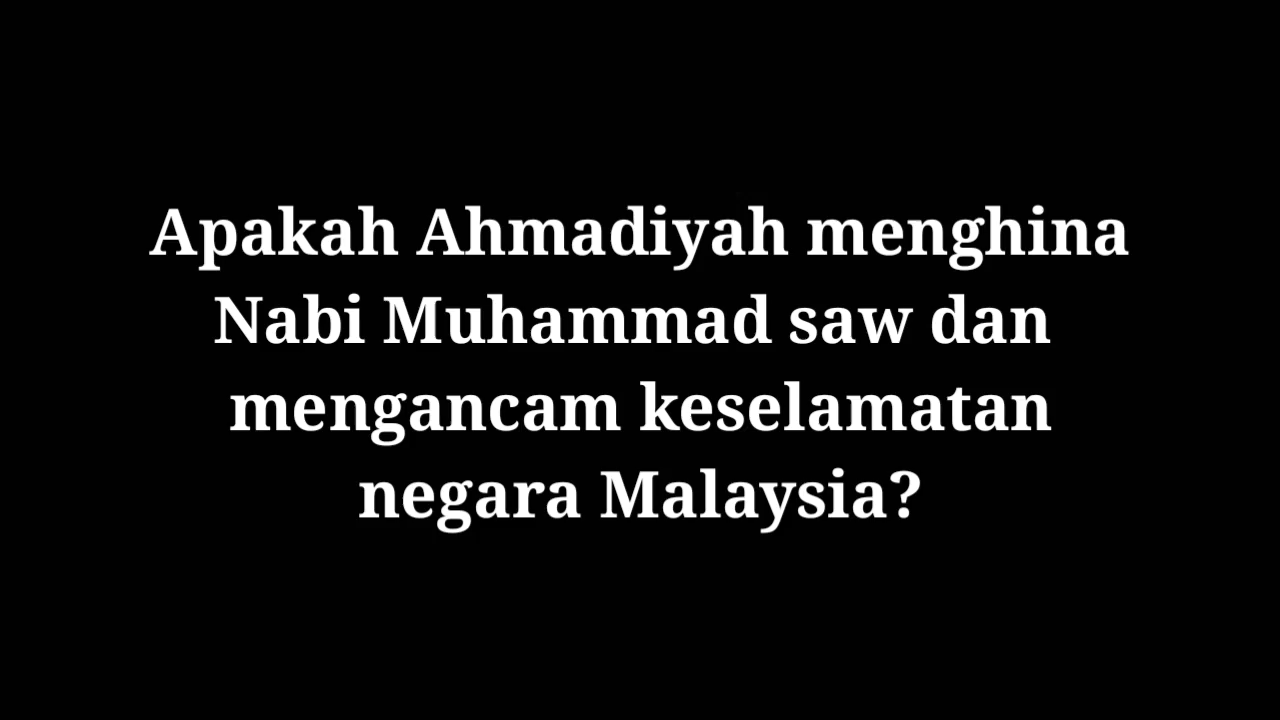 Apakah Ahmadiyah menghina
Nabi Muhammad saw dan
mengancam keselamatan
negara Malaysia?